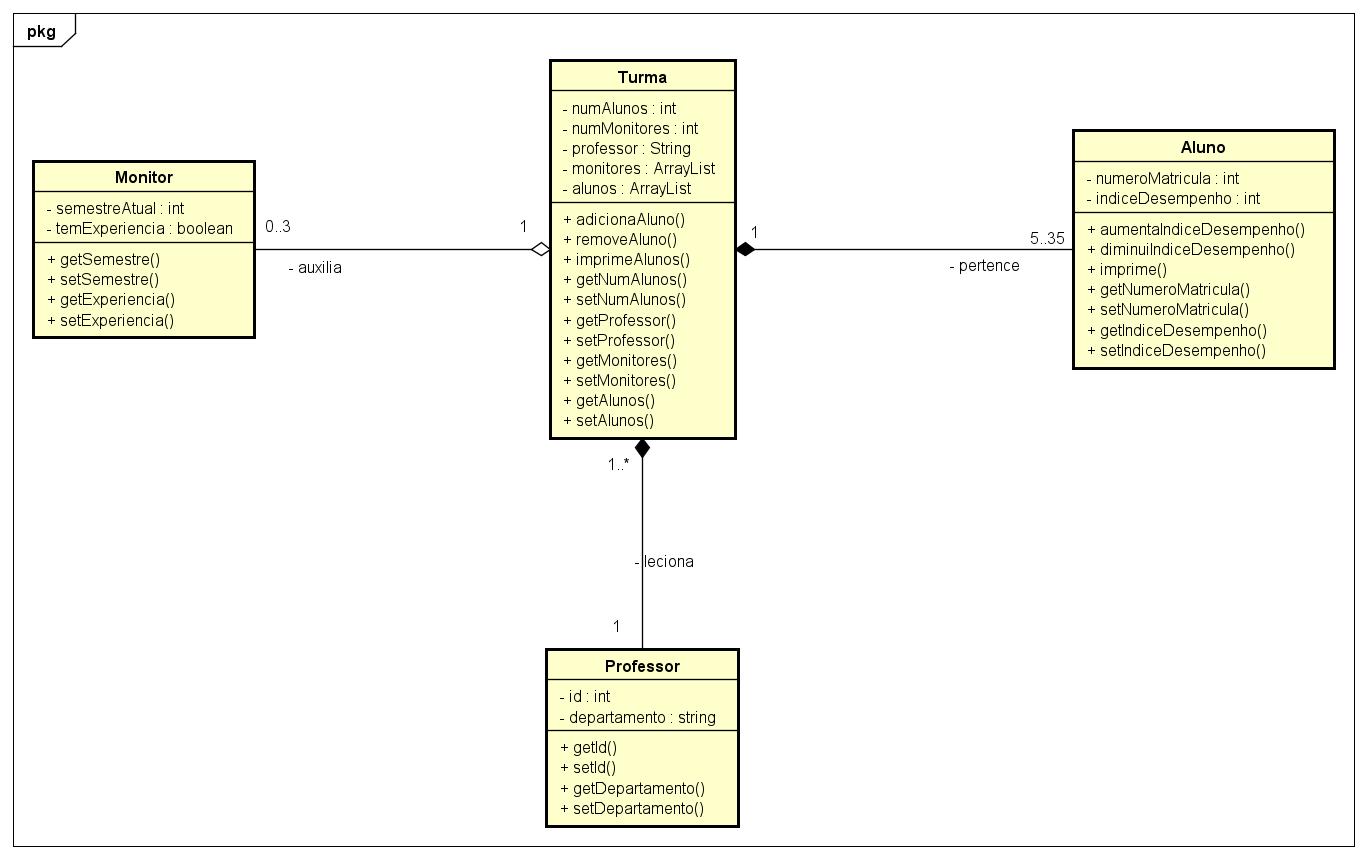 pkg
Turma
- numAlunos : int
- numMonitores : int
- professor : String
- monitores : ArrayList
- alunos : ArrayList
+ adicionaAluno()
+ removeAluno()
+ imprimeAlunos()
+ getNumAlunos()
+ setNumAlunos()
+ getProfessor()
+ setProfessor()
+ getMonitores()
+ setMonitores()
+ getAlunos()
+ setAlunos()
Monitor
- semestreAtual : int
- temExperiencia : boolean
+ getSemestre()
+ setSemestre()
+ getExperiencia()
+ setExperiencia()
0..3
1
- auxilia
1
5..35
- pertence
Aluno
- numeroMatricula : int
- indiceDesempenho : int
+ aumentaIndiceDesempenho()
+ diminuiIndiceDesempenho()
+ imprime()
+ getNumeroMatricula()
+ setNumeroMatricula()
+ getIndiceDesempenho()
+ setIndiceDesempenho()
1..*
- leciona
1
Professor
- id : int
- departamento : string
+ getId()
+ setId()
+ getDepartamento()
+ setDepartamento()